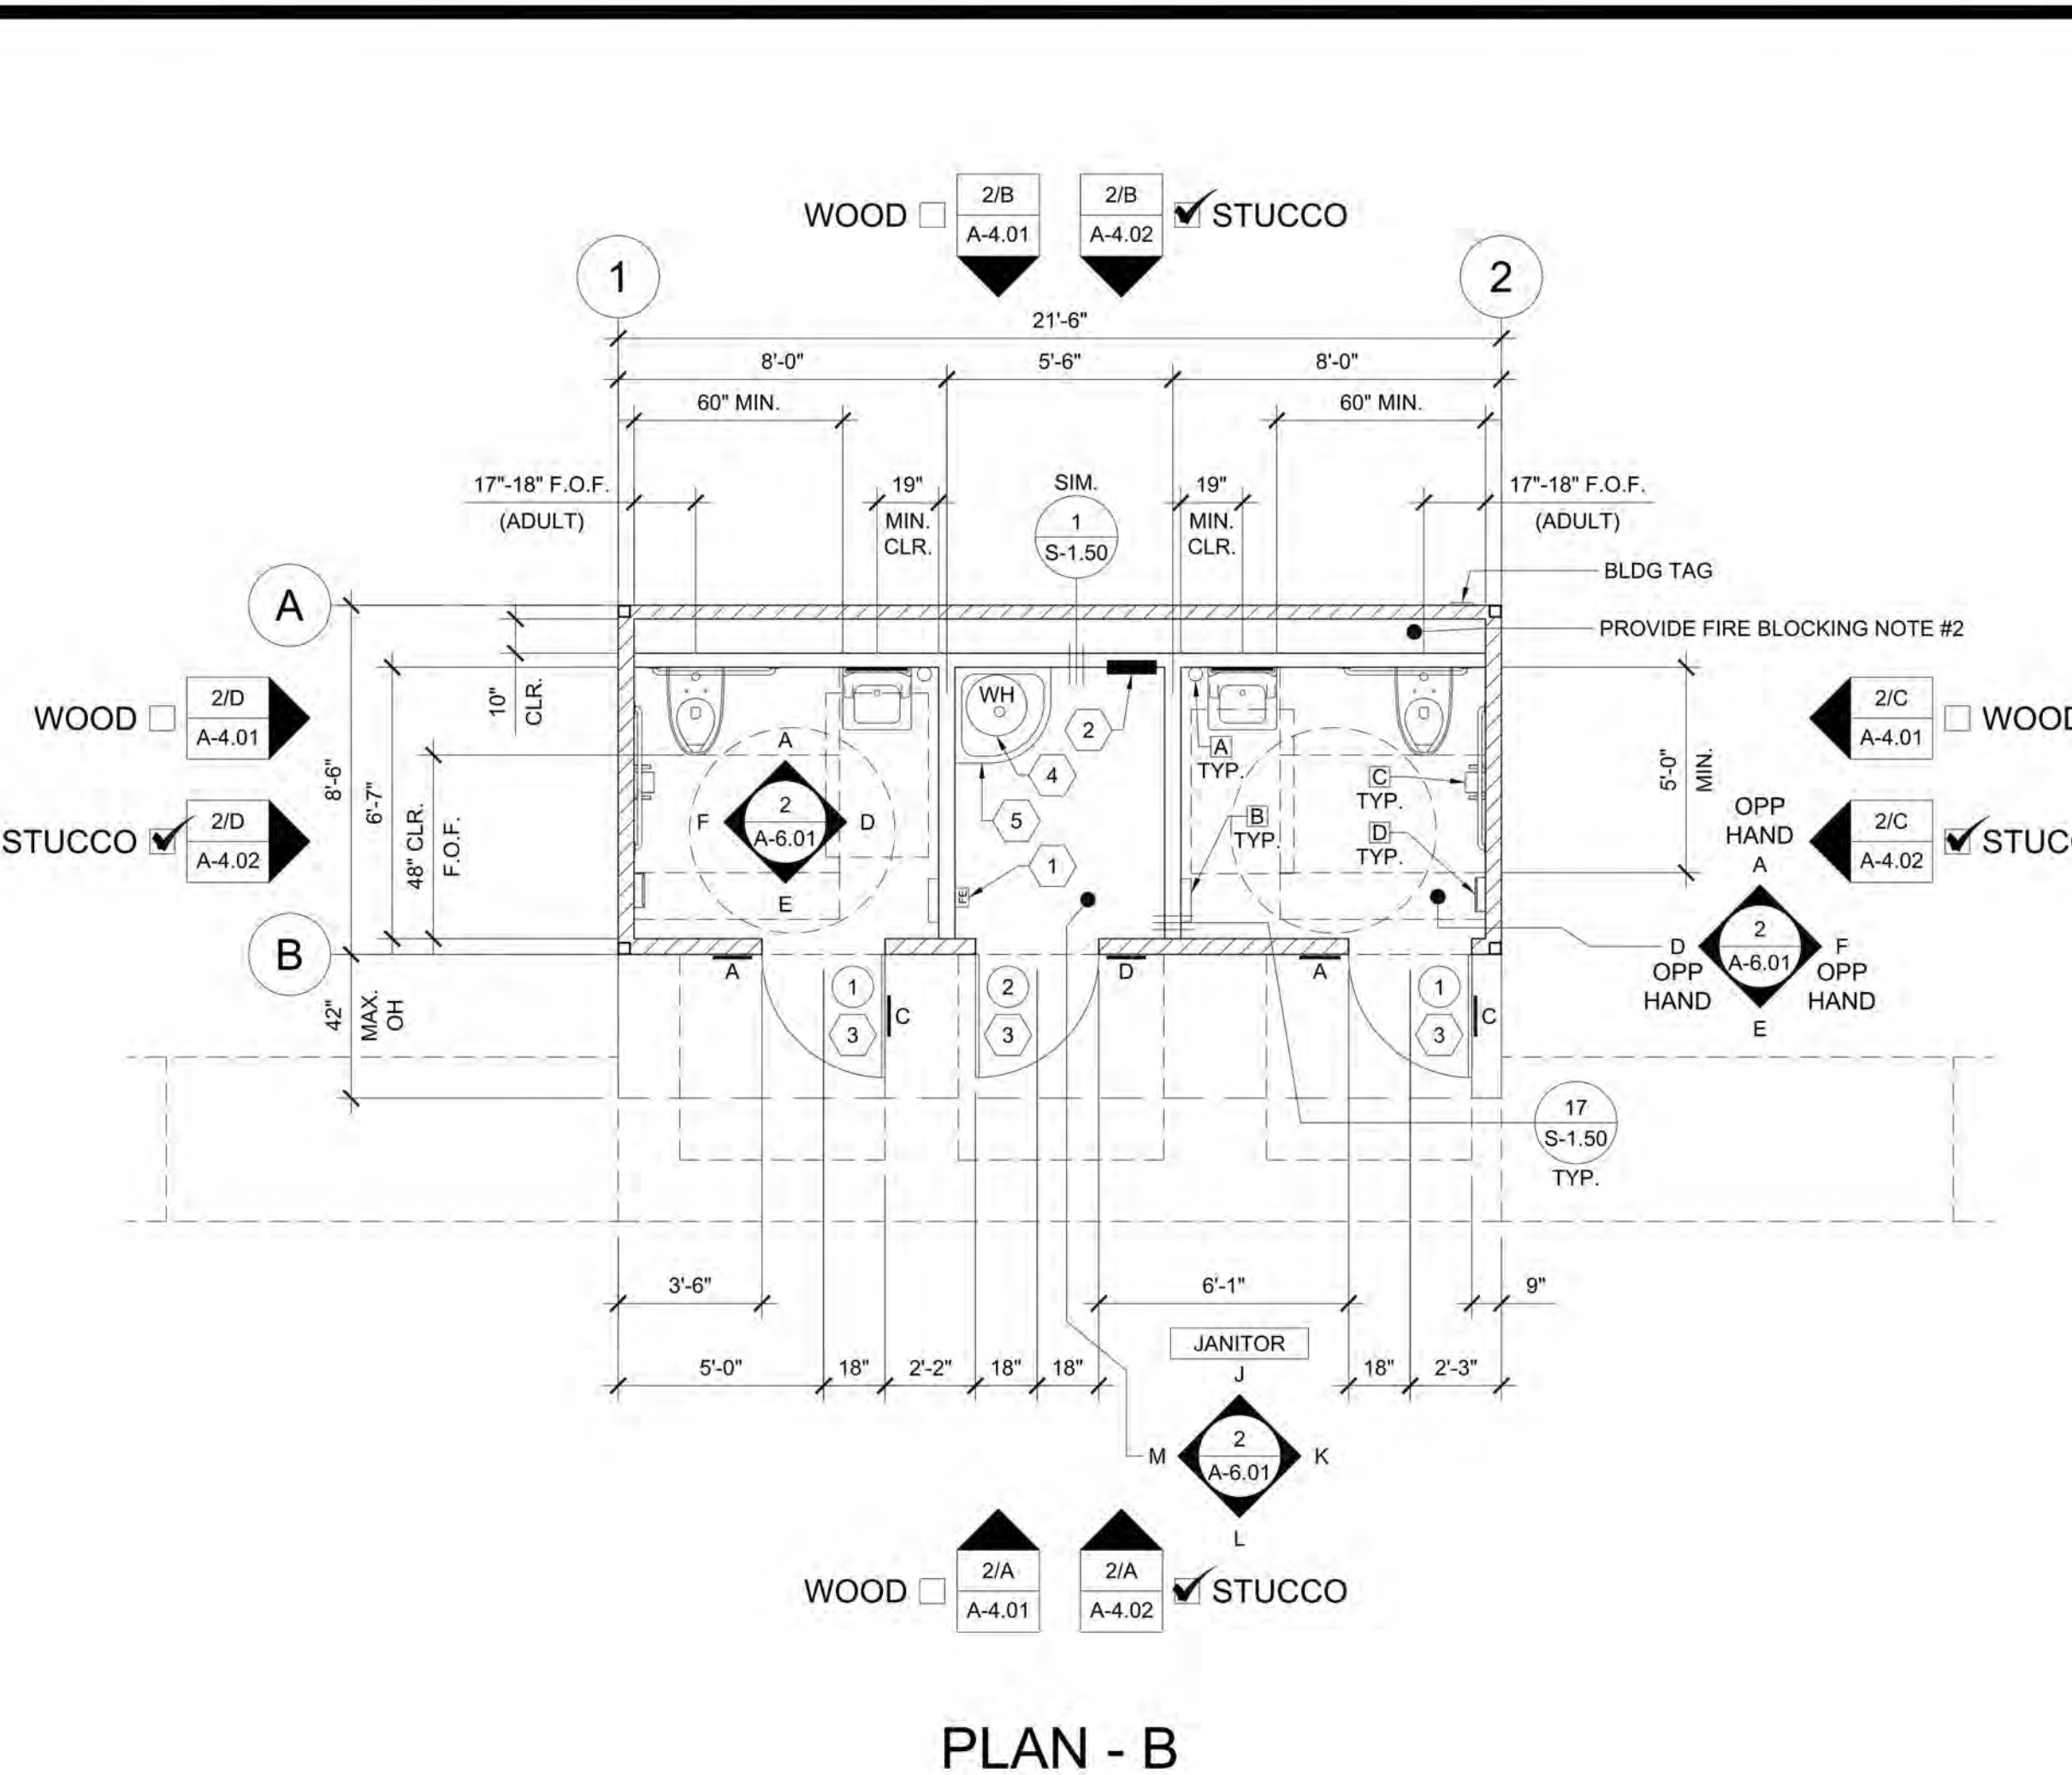 WOOD
2/B
A-4.01
2/B
A-4.02
STUCCO
1
2
21'-6"
8'-0"
5'-6"
8'-0"
60" MIN.
60" MIN.
17"-18" F.O.F.
(ADULT)
19"
MIN.
CLR.
SIM.
1
S-1.50
19"
MIN.
CLR.
17"-18" F.O.F.
(ADULT)
BLDG TAG
PROVIDE FIRE BLOCKING NOTE #2
A
B
10"
CLR.
8'-6"
6'-7"
48" CLR.
F.O.F.
42"
MAX.
OH
WOOD
2/D
A-4.01
STUCCO
2/D
A-4.02
A
F
2
A-6.01
D
E
WH
2
4
5
1
FE
A
TYP.
B
TYP.
C
TYP.
D
TYP.
5'-0"
MIN.
2/C
A-4.01
WOOD
2/C
A-4.02
STUCC
OPP
HAND
A
D
OPP
HAND
2
A-6.01
F
OPP
HAND
E
A
1
3
C
2
3
D
A
1
3
C
17
S-1.50
TYP.
3'-6"
6'-1"
9"
5'-0"
18"
2'-2"
18"
18"
18"
2'-3"
JANITOR
J
M
2
A-6.01
K
L
WOOD
2/A
A-4.01
2/A
A-4.02
STUCCO
PLAN - B